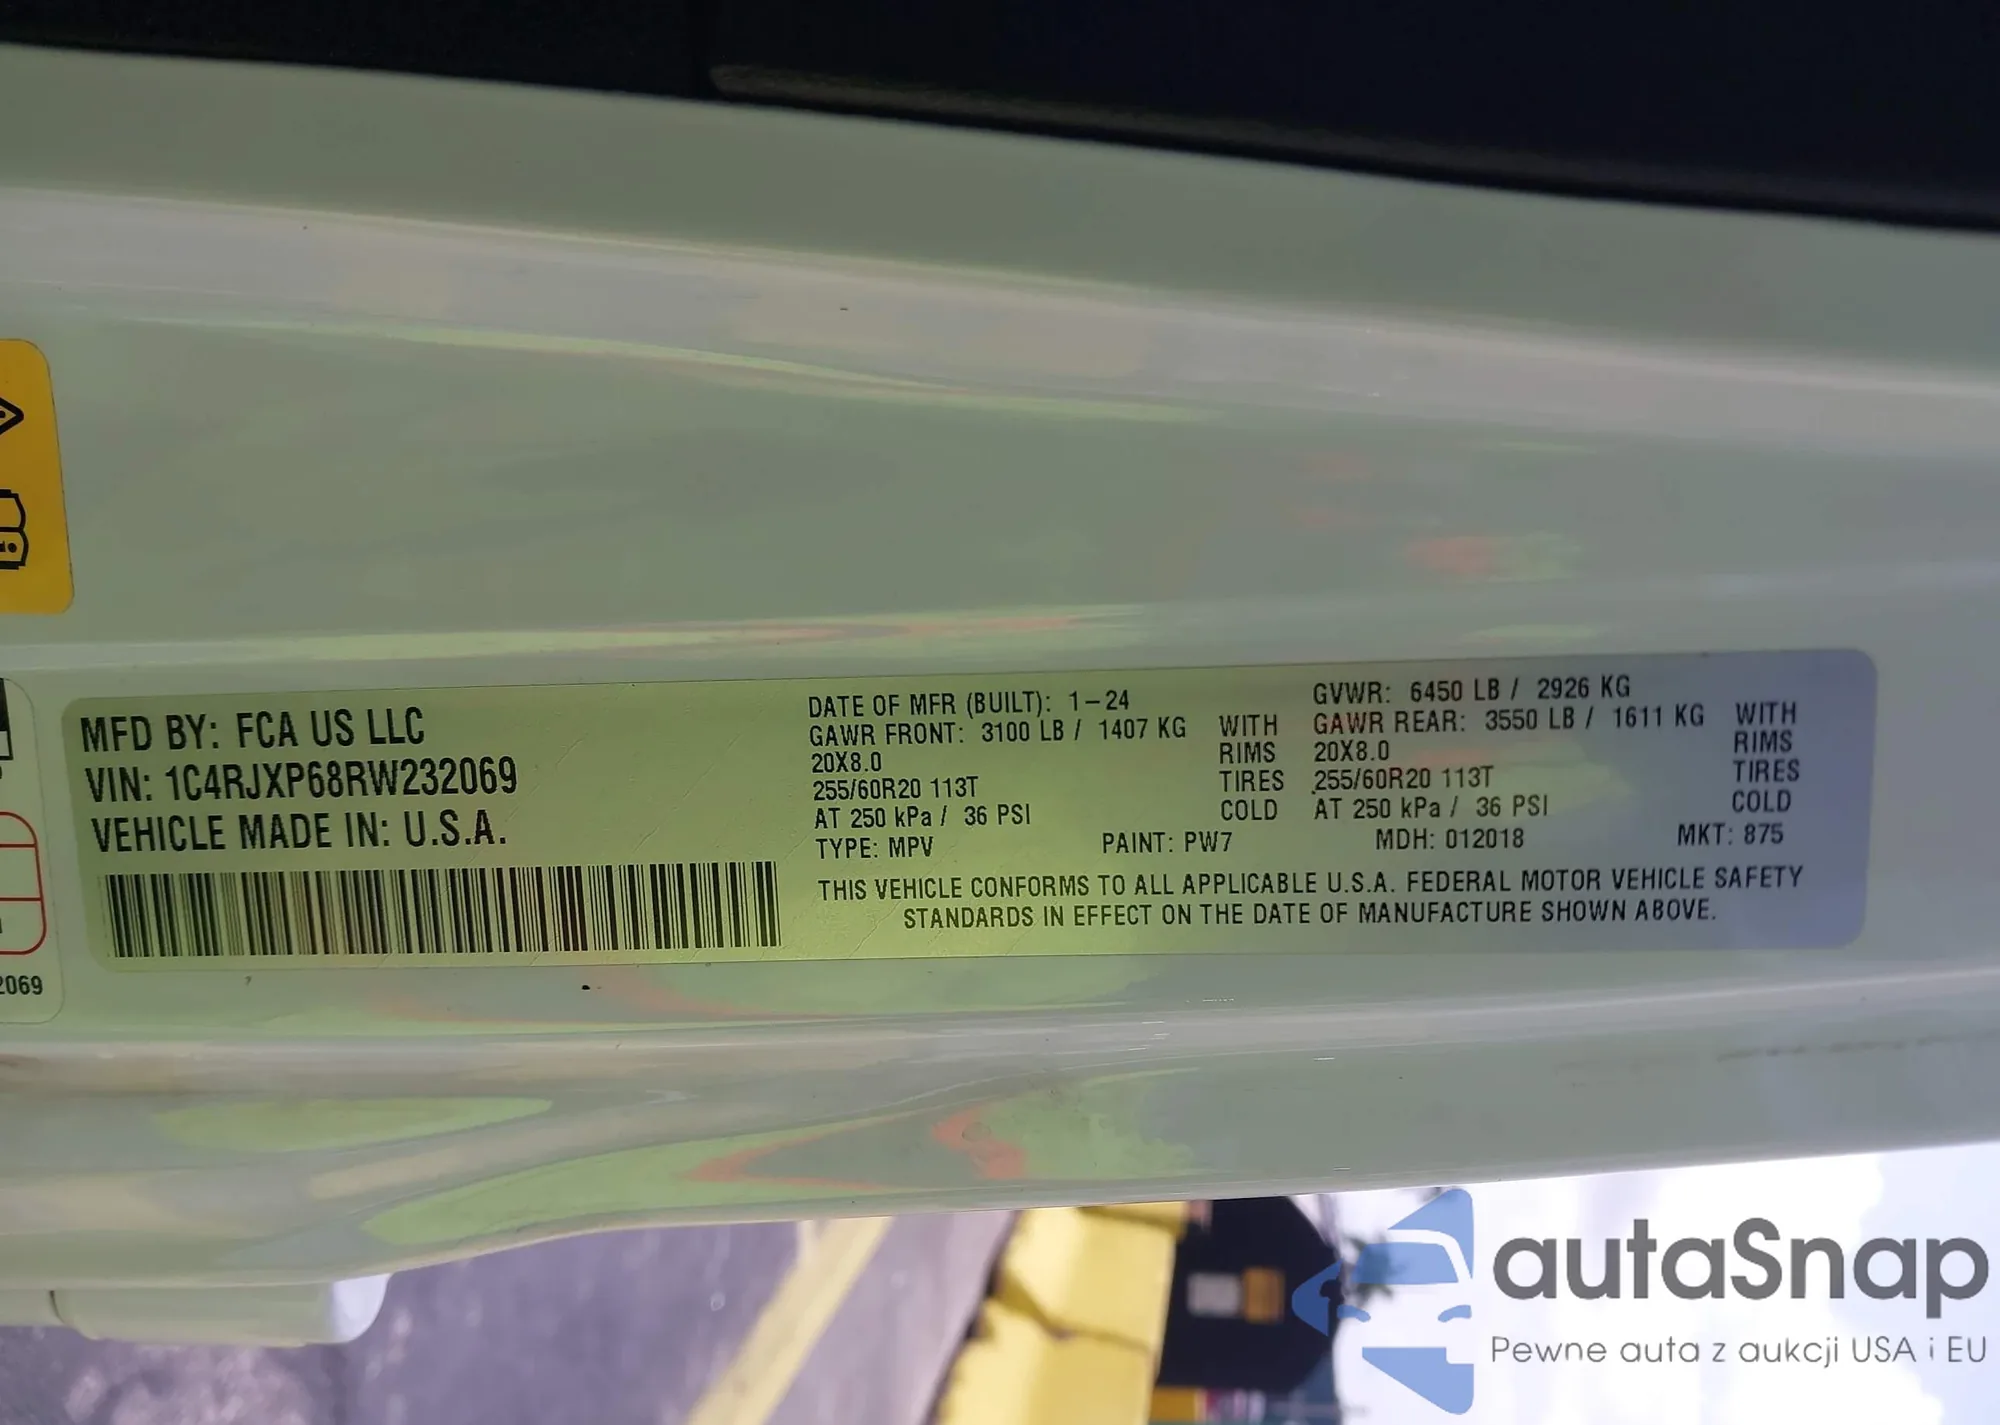 MFD BY: FCA US LLC
VIN: 1C4RJXP68RW232069
VEHICLE MADE IN: U.S.A.
DATE OF MFR (BUILT): 1-24
GVWR: 6450 LB / 2926 KG
GAWR FRONT: 3100 LB / 1407 KG WITH
GAWR REAR: 3550 LB / 1611 KG WITH
20X8.0 RIMS
20X8.0 RIMS
255/60R20 113T TIRES
255/60R20 113T TIRES
AT 250 kPa / 36 PSI COLD
AT 250 kPa / 36 PSI COLD
TYPE: MPV PAINT: PW7 MDH: 012018 MKT: 875
THIS VEHICLE CONFORMS TO ALL APPLICABLE U.S.A. FEDERAL MOTOR VEHICLE SAFETY
STANDARDS IN EFFECT ON THE DATE OF MANUFACTURE SHOWN ABOVE.
2069
autaSnap
Pewne auta z aukcji USA i EU